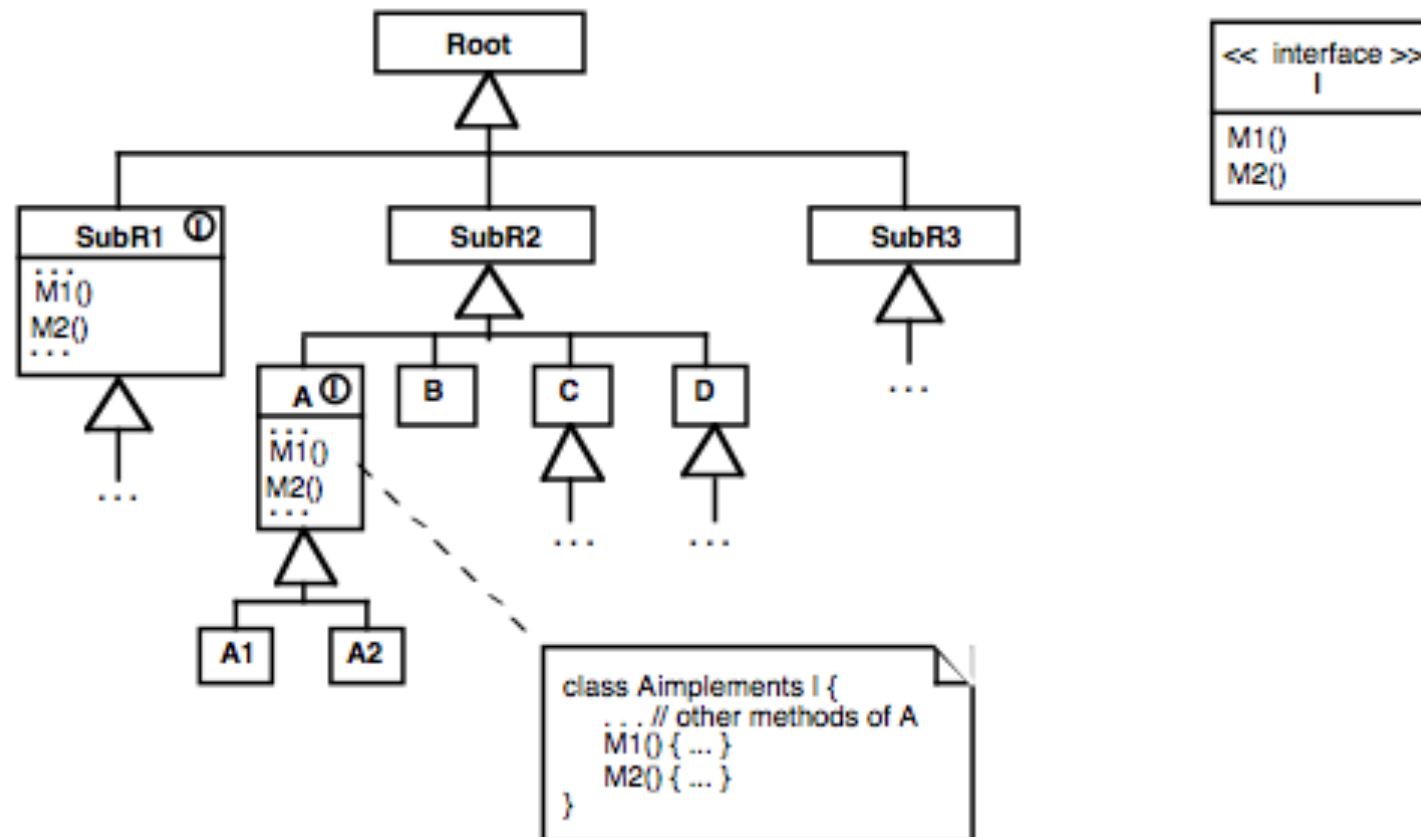 Root
<< interface >>
I
M1()
M2()
SubR1 I
. . .
M1()
M2()
. . .
SubR2
SubR3
. . .
A I
. . .
M1()
M2()
. . .
B
C
D
. . .
. . .
. . .
A1
A2
class Aimplements I {
. . . // other methods of A
M1() { ... }
M2() { ... }
}